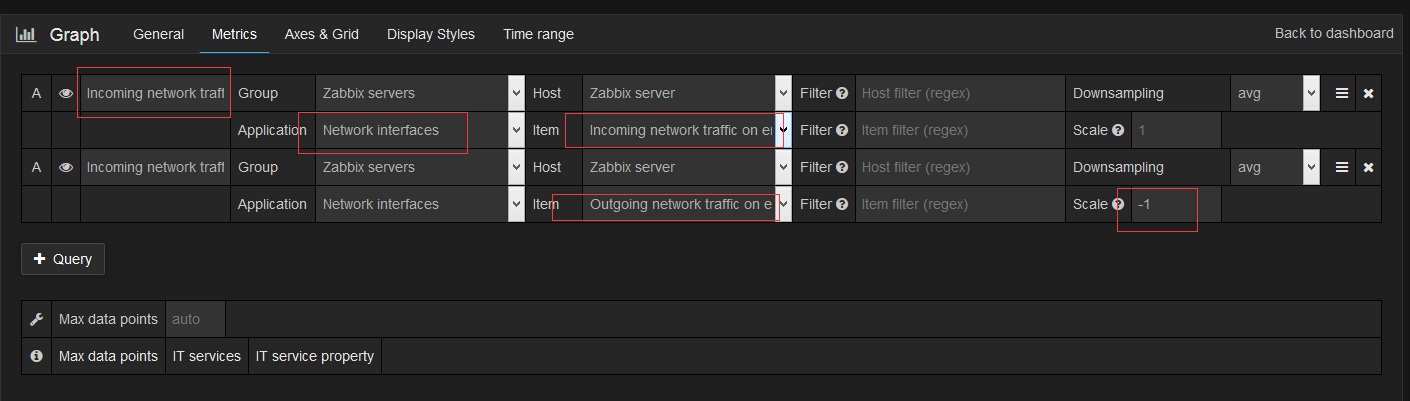 Graph General Metrics Axes & Grid Display Styles Time range Back to dashboard
A Incoming network traff Group Zabbix servers Host Zabbix server Filter Host filter (regex) Downsampling avg
Application Network interfaces Item Incoming network traffic on e Filter Item filter (regex) Scale 1
A Incoming network traff Group Zabbix servers Host Zabbix server Filter Host filter (regex) Downsampling avg
Application Network interfaces Item Outgoing network traffic on e Filter Item filter (regex) Scale -1
+ Query
Max data points auto
Max data points IT services IT service property